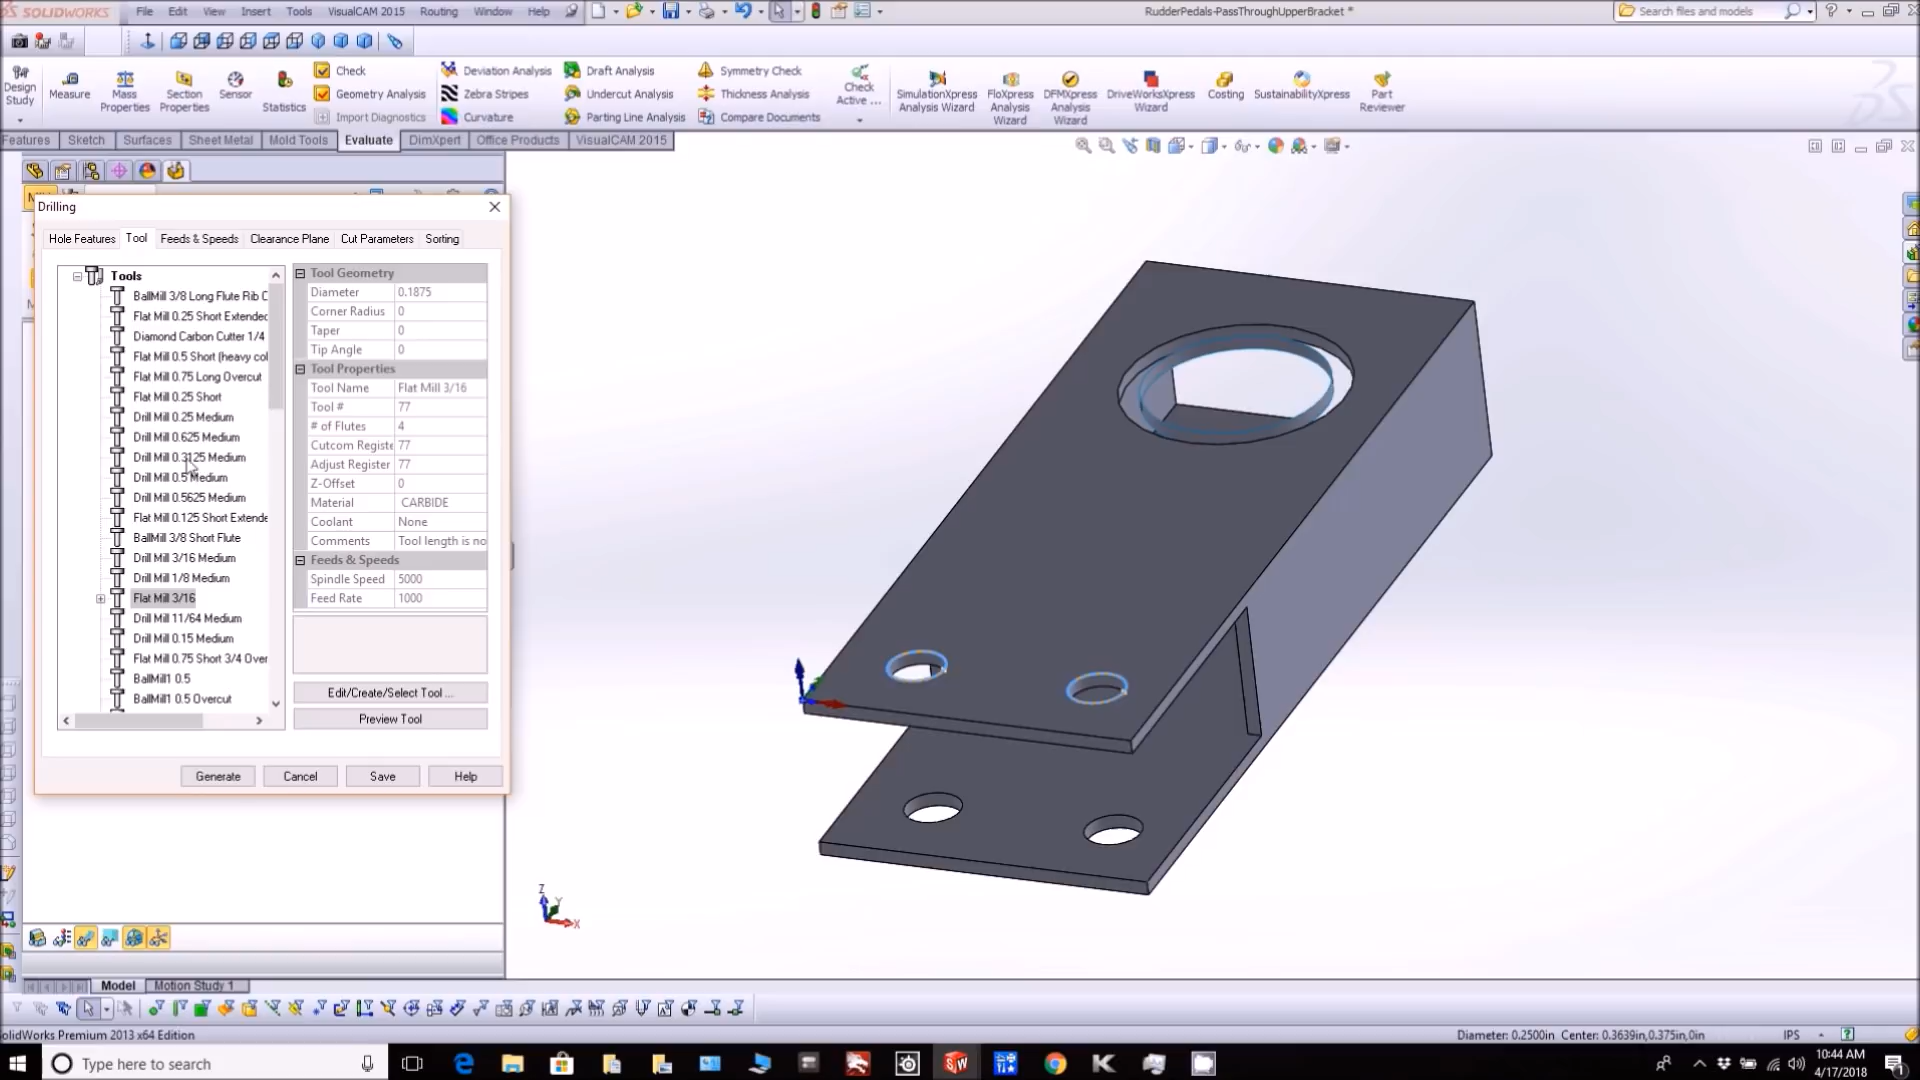 SOLIDWORKS File Edit View Insert Tools VisualCAM 2015 Routing Window Help RudderPedals-PassThroughUpperBracket * Search files and models
Design Study
Measure
Mass Properties
Section Properties
Sensor
Statistics
Check
Geometry Analysis
Import Diagnostics
Deviation Analysis
Zebra Stripes
Curvature
Draft Analysis
Undercut Analysis
Parting Line Analysis
Symmetry Check
Thickness Analysis
Compare Documents
Check Active ...
SimulationXpress Analysis Wizard
FloXpress Analysis Wizard
DFMXpress Analysis Wizard
DriveWorksXpress Wizard
Costing
SustainabilityXpress
Part Reviewer
Features Sketch Surfaces Sheet Metal Mold Tools Evaluate DimXpert Office Products VisualCAM 2015
Drilling
Hole Features Tool Feeds & Speeds Clearance Plane Cut Parameters Sorting
Tools
BallMill 3/8 Long Flute Rib C
Flat Mill 0.25 Short Extended
Diamond Carbon Cutter 1/4
Flat Mill 0.5 Short (heavy col
Flat Mill 0.75 Long Overcut
Flat Mill 0.25 Short
Drill Mill 0.25 Medium
Drill Mill 0.625 Medium
Drill Mill 0.3125 Medium
Drill Mill 0.5 Medium
Drill Mill 0.5625 Medium
Flat Mill 0.125 Short Extende
BallMill 3/8 Short Flute
Drill Mill 3/16 Medium
Drill Mill 1/8 Medium
Flat Mill 3/16
Drill Mill 11/64 Medium
Drill Mill 0.15 Medium
Flat Mill 0.75 Short 3/4 Over
BallMill1 0.5
BallMill1 0.5 Overcut
Tool Geometry
Diameter 0.1875
Corner Radius 0
Taper 0
Tip Angle 0
Tool Properties
Tool Name Flat Mill 3/16
Tool # 77
# of Flutes 4
Cutcom Registe 77
Adjust Register 77
Z-Offset 0
Material CARBIDE
Coolant None
Comments Tool length is no
Feeds & Speeds
Spindle Speed 5000
Feed Rate 1000
Edit/Create/Select Tool ...
Preview Tool
Generate Cancel Save Help
Z
Y
X
Model Motion Study 1
olidWorks Premium 2013 x64 Edition Diameter: 0.2500in Center: 0.3639in,0.375in,0in IPS
Type here to search
10:44 AM
4/17/2018